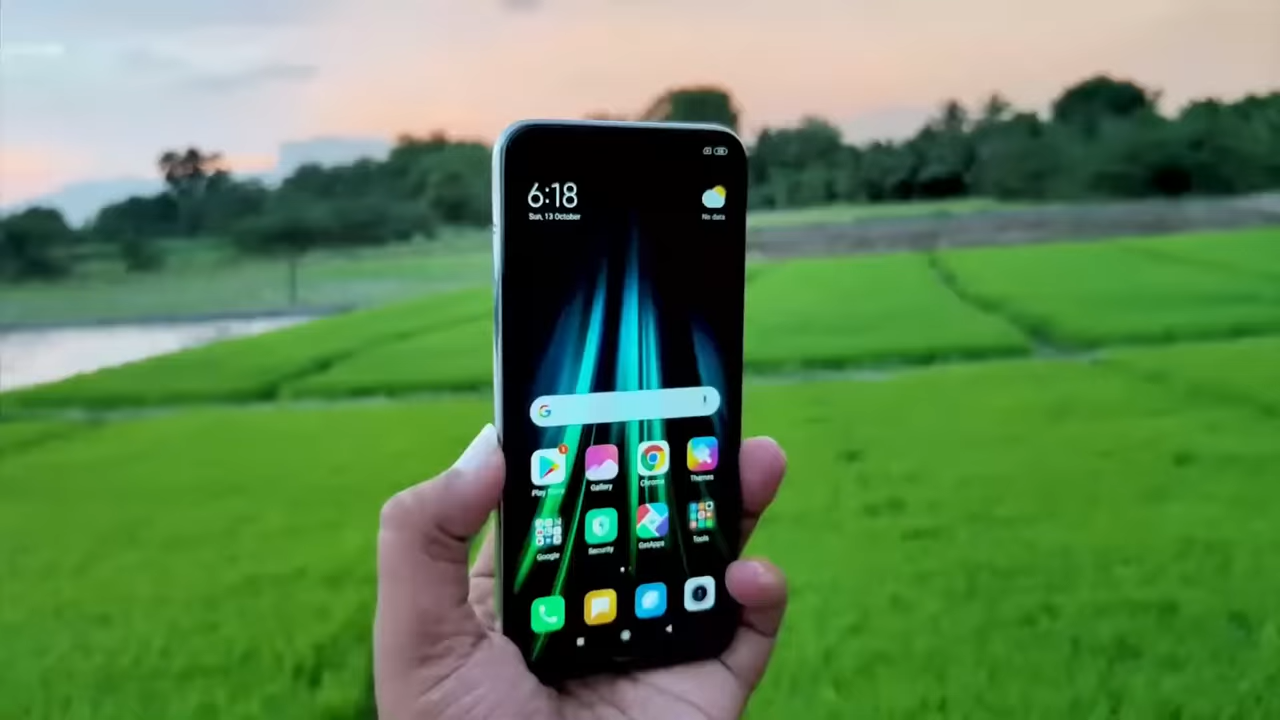 6:18
Sun, 13 October
No data
G
Play Store
Gallery
Chrome
Themes
Google
Security
GetApps
Tools